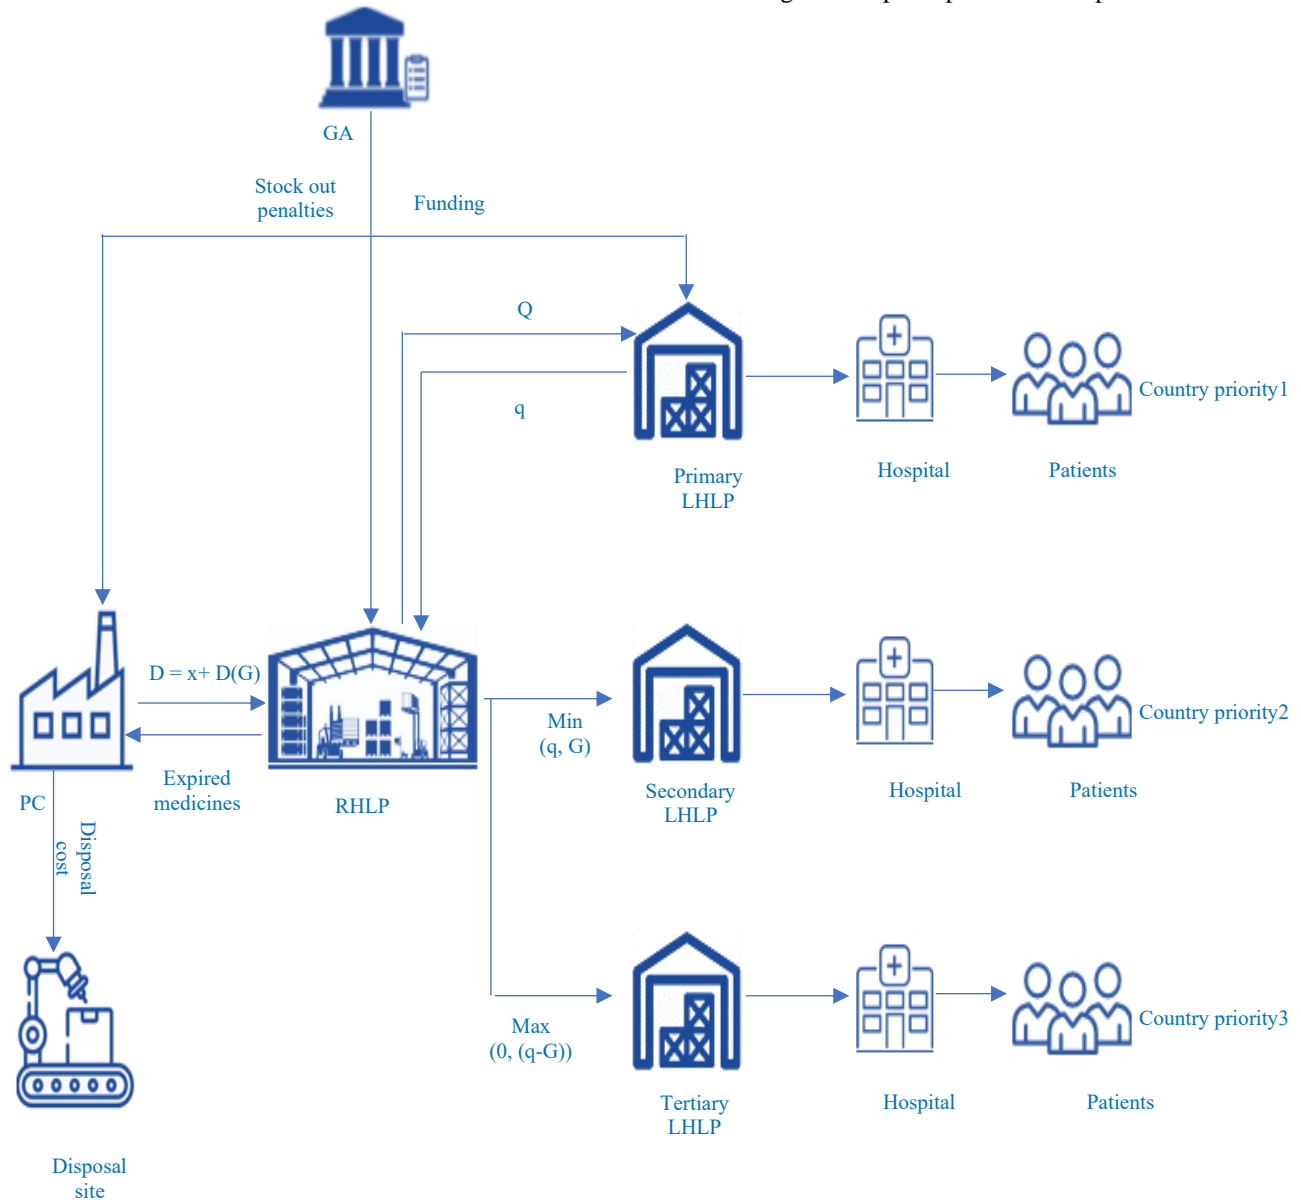 GA
Stock out
penalties
Funding
Q
q
Country priority1
Primary
LHLP
Hospital
Patients
D = x+ D(G)
Expired
medicines
PC
RHLP
Min
(q, G)
Secondary
LHLP
Hospital
Patients
Country priority2
Disposal
cost
Max
(0, (q-G))
Tertiary
LHLP
Hospital
Patients
Country priority3
Disposal
site